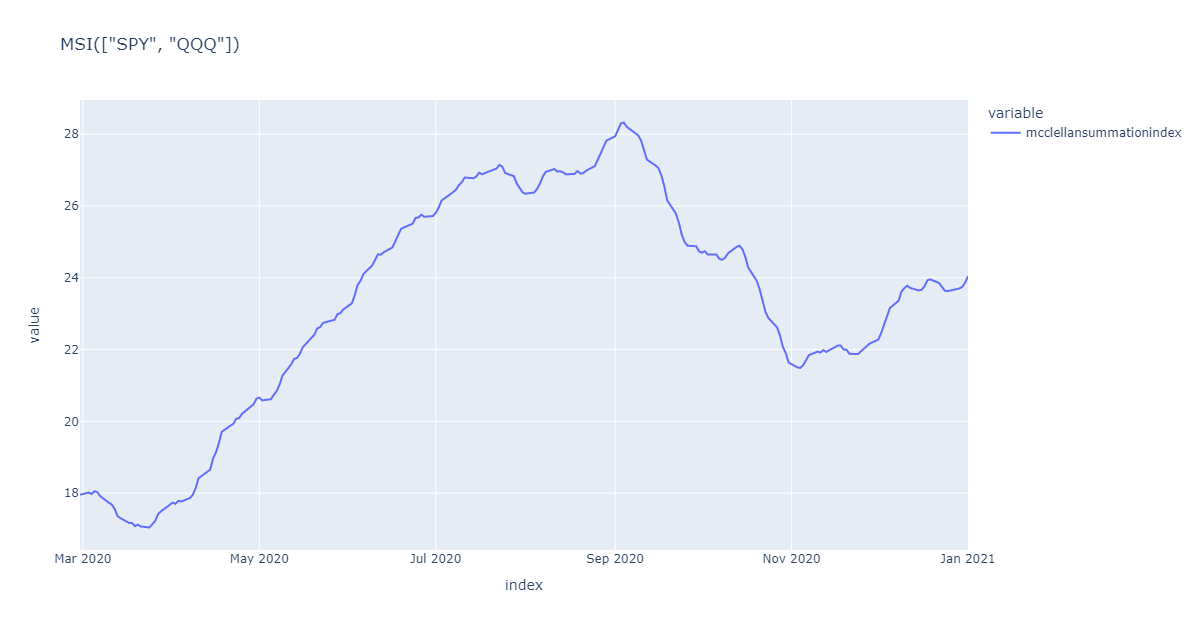 MSI(["SPY", "QQQ"])
variable
mcclellansummationindex
28
26
24
22
20
18
value
Mar 2020
May 2020
Jul 2020
Sep 2020
Nov 2020
Jan 2021
index